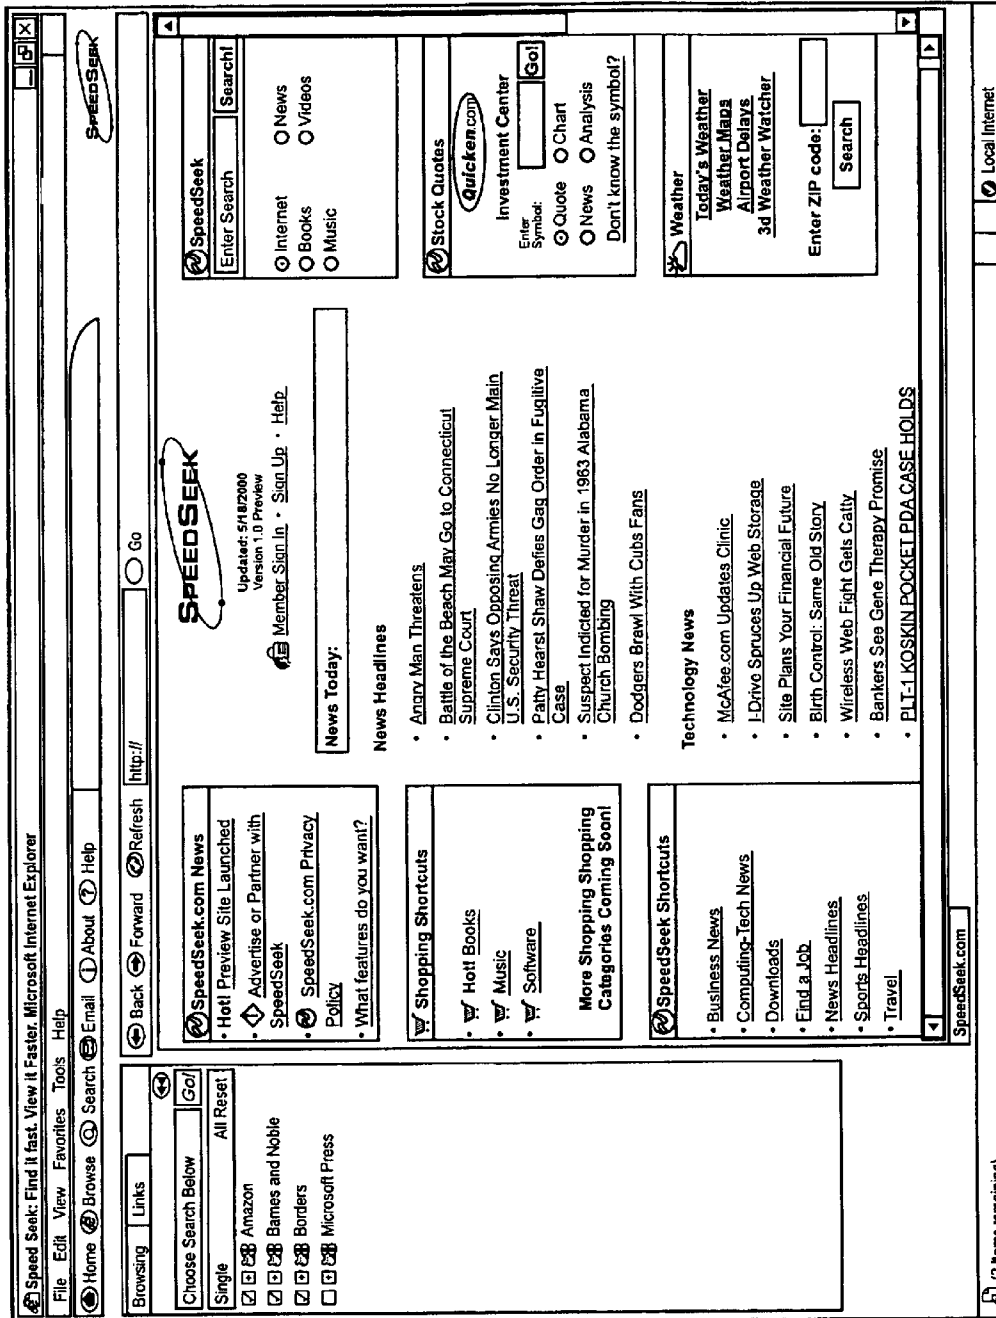 Speed Seek: Find it fast. View it Faster. Microsoft Internet Explorer
File Edit View Favorites Tools Help
Home Browse Search Email About Help
SPEEDSEEK
Browsing Links
Choose Search Below Go!
Single All Reset
Amazon
Barnes and Noble
Borders
Microsoft Press
Back Forward Refresh http:// Go
SpeedSeek.com News
• Hot! Preview Site Launched
• Advertise or Partner with
SpeedSeek
• SpeedSeek.com Privacy
Policy
• What features do you want?
Shopping Shortcuts
• Hot! Books
• Music
• Software
More Shopping Shopping
Categories Coming Soon!
SpeedSeek Shortcuts
• Business News
• Computing-Tech News
• Downloads
• Find a Job
• News Headlines
• Sports Headlines
• Travel
SPEEDSEEK
Updated: 5/18/2000
Version 1.0 Preview
Member Sign In • Sign Up • Help
News Today:
News Headlines
• Angry Man Threatens
• Battle of the Beach May Go to Connecticut
Supreme Court
• Clinton Says Opposing Armies No Longer Main
U.S. Security Threat
• Patty Hearst Shaw Defies Gag Order in Fugitive
Case
• Suspect Indicted for Murder in 1963 Alabama
Church Bombing
• Dodgers Brawl With Cubs Fans
Technology News
• McAfee.com Updates Clinic
• I-Drive Spruces Up Web Storage
• Site Plans Your Financial Future
• Birth Control: Same Old Story
• Wireless Web Fight Gets Catty
• Bankers See Gene Therapy Promise
• PLT-1 KOSKIN POCKET PDA CASE HOLDS
SpeedSeek
Enter Search Search!
Internet News
Books Videos
Music
Stock Quotes
Quicken.com
Investment Center
Enter
Symbol: Go!
Quote Chart
News Analysis
Don't know the symbol?
Weather
Today's Weather
Weather Maps
Airport Delays
3d Weather Watcher
Enter ZIP code:
Search
SpeedSeek.com
Items remaining)
Local Internet